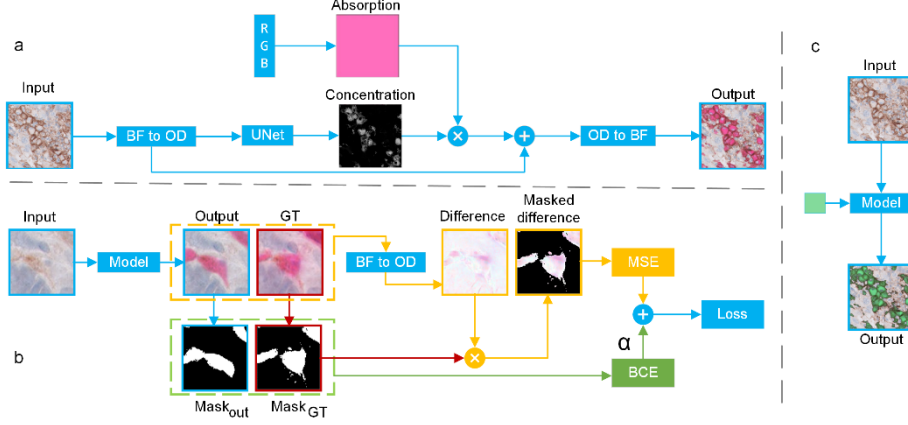 a
R
G
B
Absorption
Input
Concentration
Output
BF to OD
UNet
×
+
OD to BF
c
Input
Model
Output
b
Input
Model
Output
GT
BF to OD
Difference
Masked
difference
MSE
×
+
Loss
α
BCE
Mask_out
Mask_GT